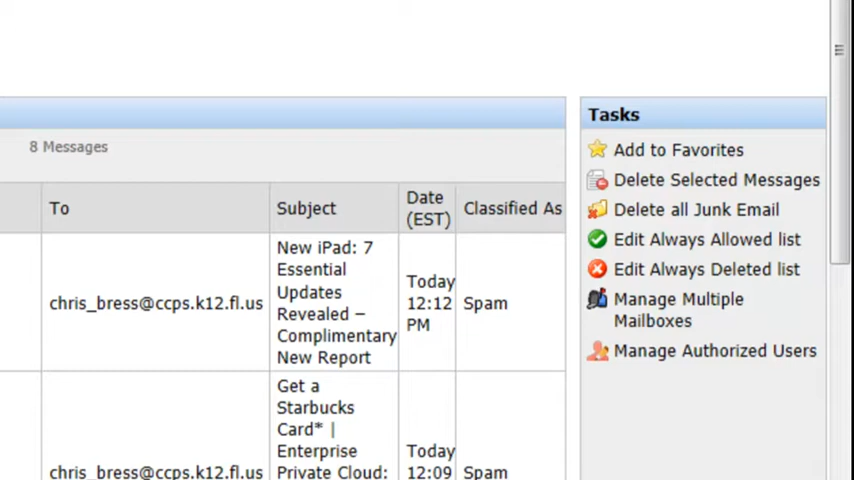 Tasks
8 Messages
Add to Favorites
Delete Selected Messages
Delete all Junk Email
Edit Always Allowed list
Edit Always Deleted list
Manage Multiple
Mailboxes
Manage Authorized Users
To
Subject
Date
(EST)
Classified As
chris_bress@ccps.k12.fl.us
New iPad: 7
Essential
Updates
Revealed –
Complimentary
New Report
Today
12:12
PM
Spam
chris_bress@ccps.k12.fl.us
Get a
Starbucks
Card* |
Enterprise
Private Cloud:
Today
12:09
Spam